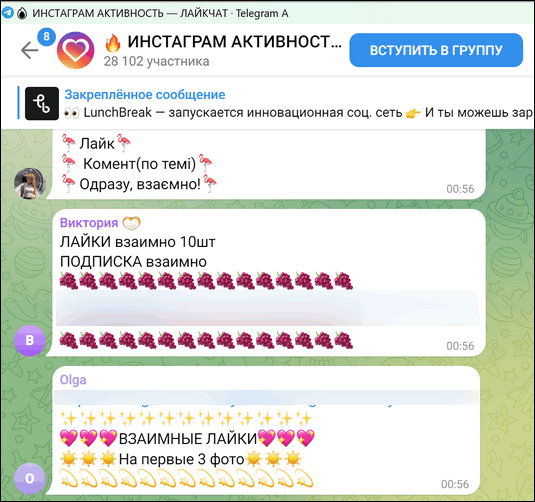 ИНСТАГРАМ АКТИВНОСТЬ — ЛАЙКЧАТ · Telegram A
8
🔥 ИНСТАГРАМ АКТИВНОСТ...
28 102 участника
ВСТУПИТЬ В ГРУППУ
Закреплённое сообщение
👀 LunchBreak — запускается инновационная соц. сеть 👉 И ты можешь зар
🦩Лайк🦩
🦩 Комент(по темі)🦩
🦩Одразу, взаємно!🦩
00:56
Виктория
ЛАЙКИ взаимно 10шт
ПОДПИСКА взаимно
🍇🍇🍇🍇🍇🍇🍇🍇🍇🍇🍇🍇🍇🍇🍇
🍇🍇🍇🍇🍇🍇🍇🍇🍇🍇🍇🍇🍇🍇🍇
В
00:56
Olga
✨✨✨✨✨✨✨✨✨✨✨✨✨
💖💖💖ВЗАИМНЫЕ ЛАЙКИ💖💖💖
☀️☀️☀️На первые 3 фото☀️☀️☀️
💫💫💫💫💫💫💫💫💫💫💫💫💫
O
00:56